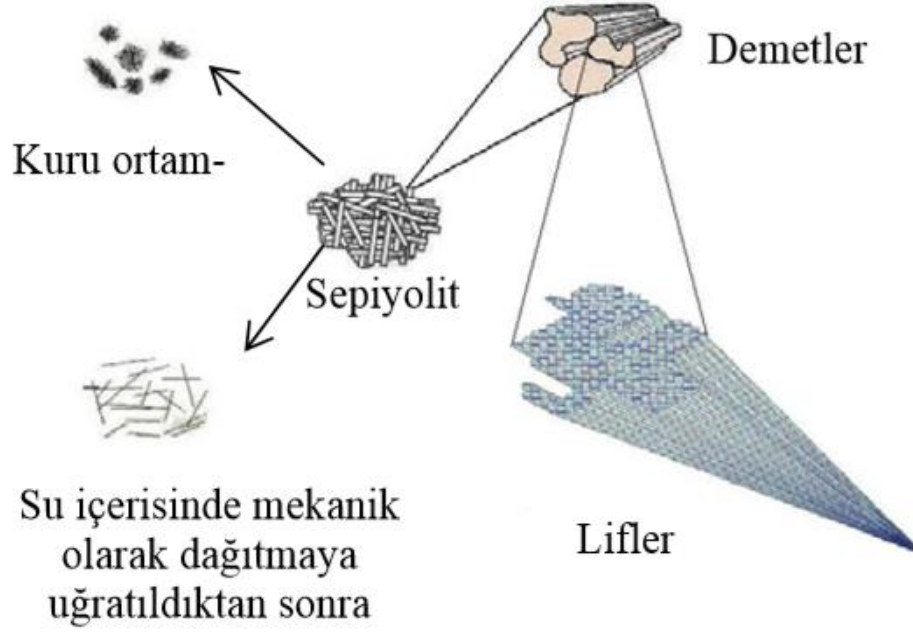 Demetler
Kuru ortam-
Sepiyolit
Su içerisinde mekanik
olarak dağıtmaya
uğratıldıktan sonra
Lifler